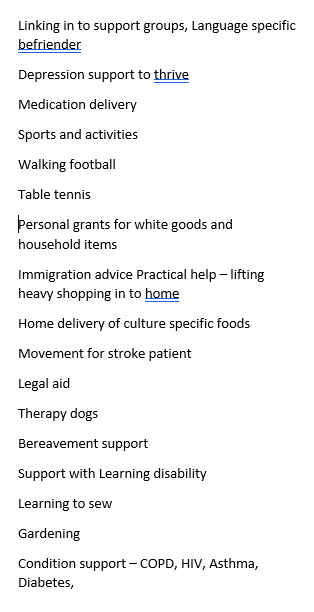 Linking in to support groups, Language specific
befriender
Depression support to thrive
Medication delivery
Sports and activities
Walking football
Table tennis
Personal grants for white goods and
household items
Immigration advice Practical help – lifting
heavy shopping in to home
Home delivery of culture specific foods
Movement for stroke patient
Legal aid
Therapy dogs
Bereavement support
Support with Learning disability
Learning to sew
Gardening
Condition support – COPD, HIV, Asthma,
Diabetes,